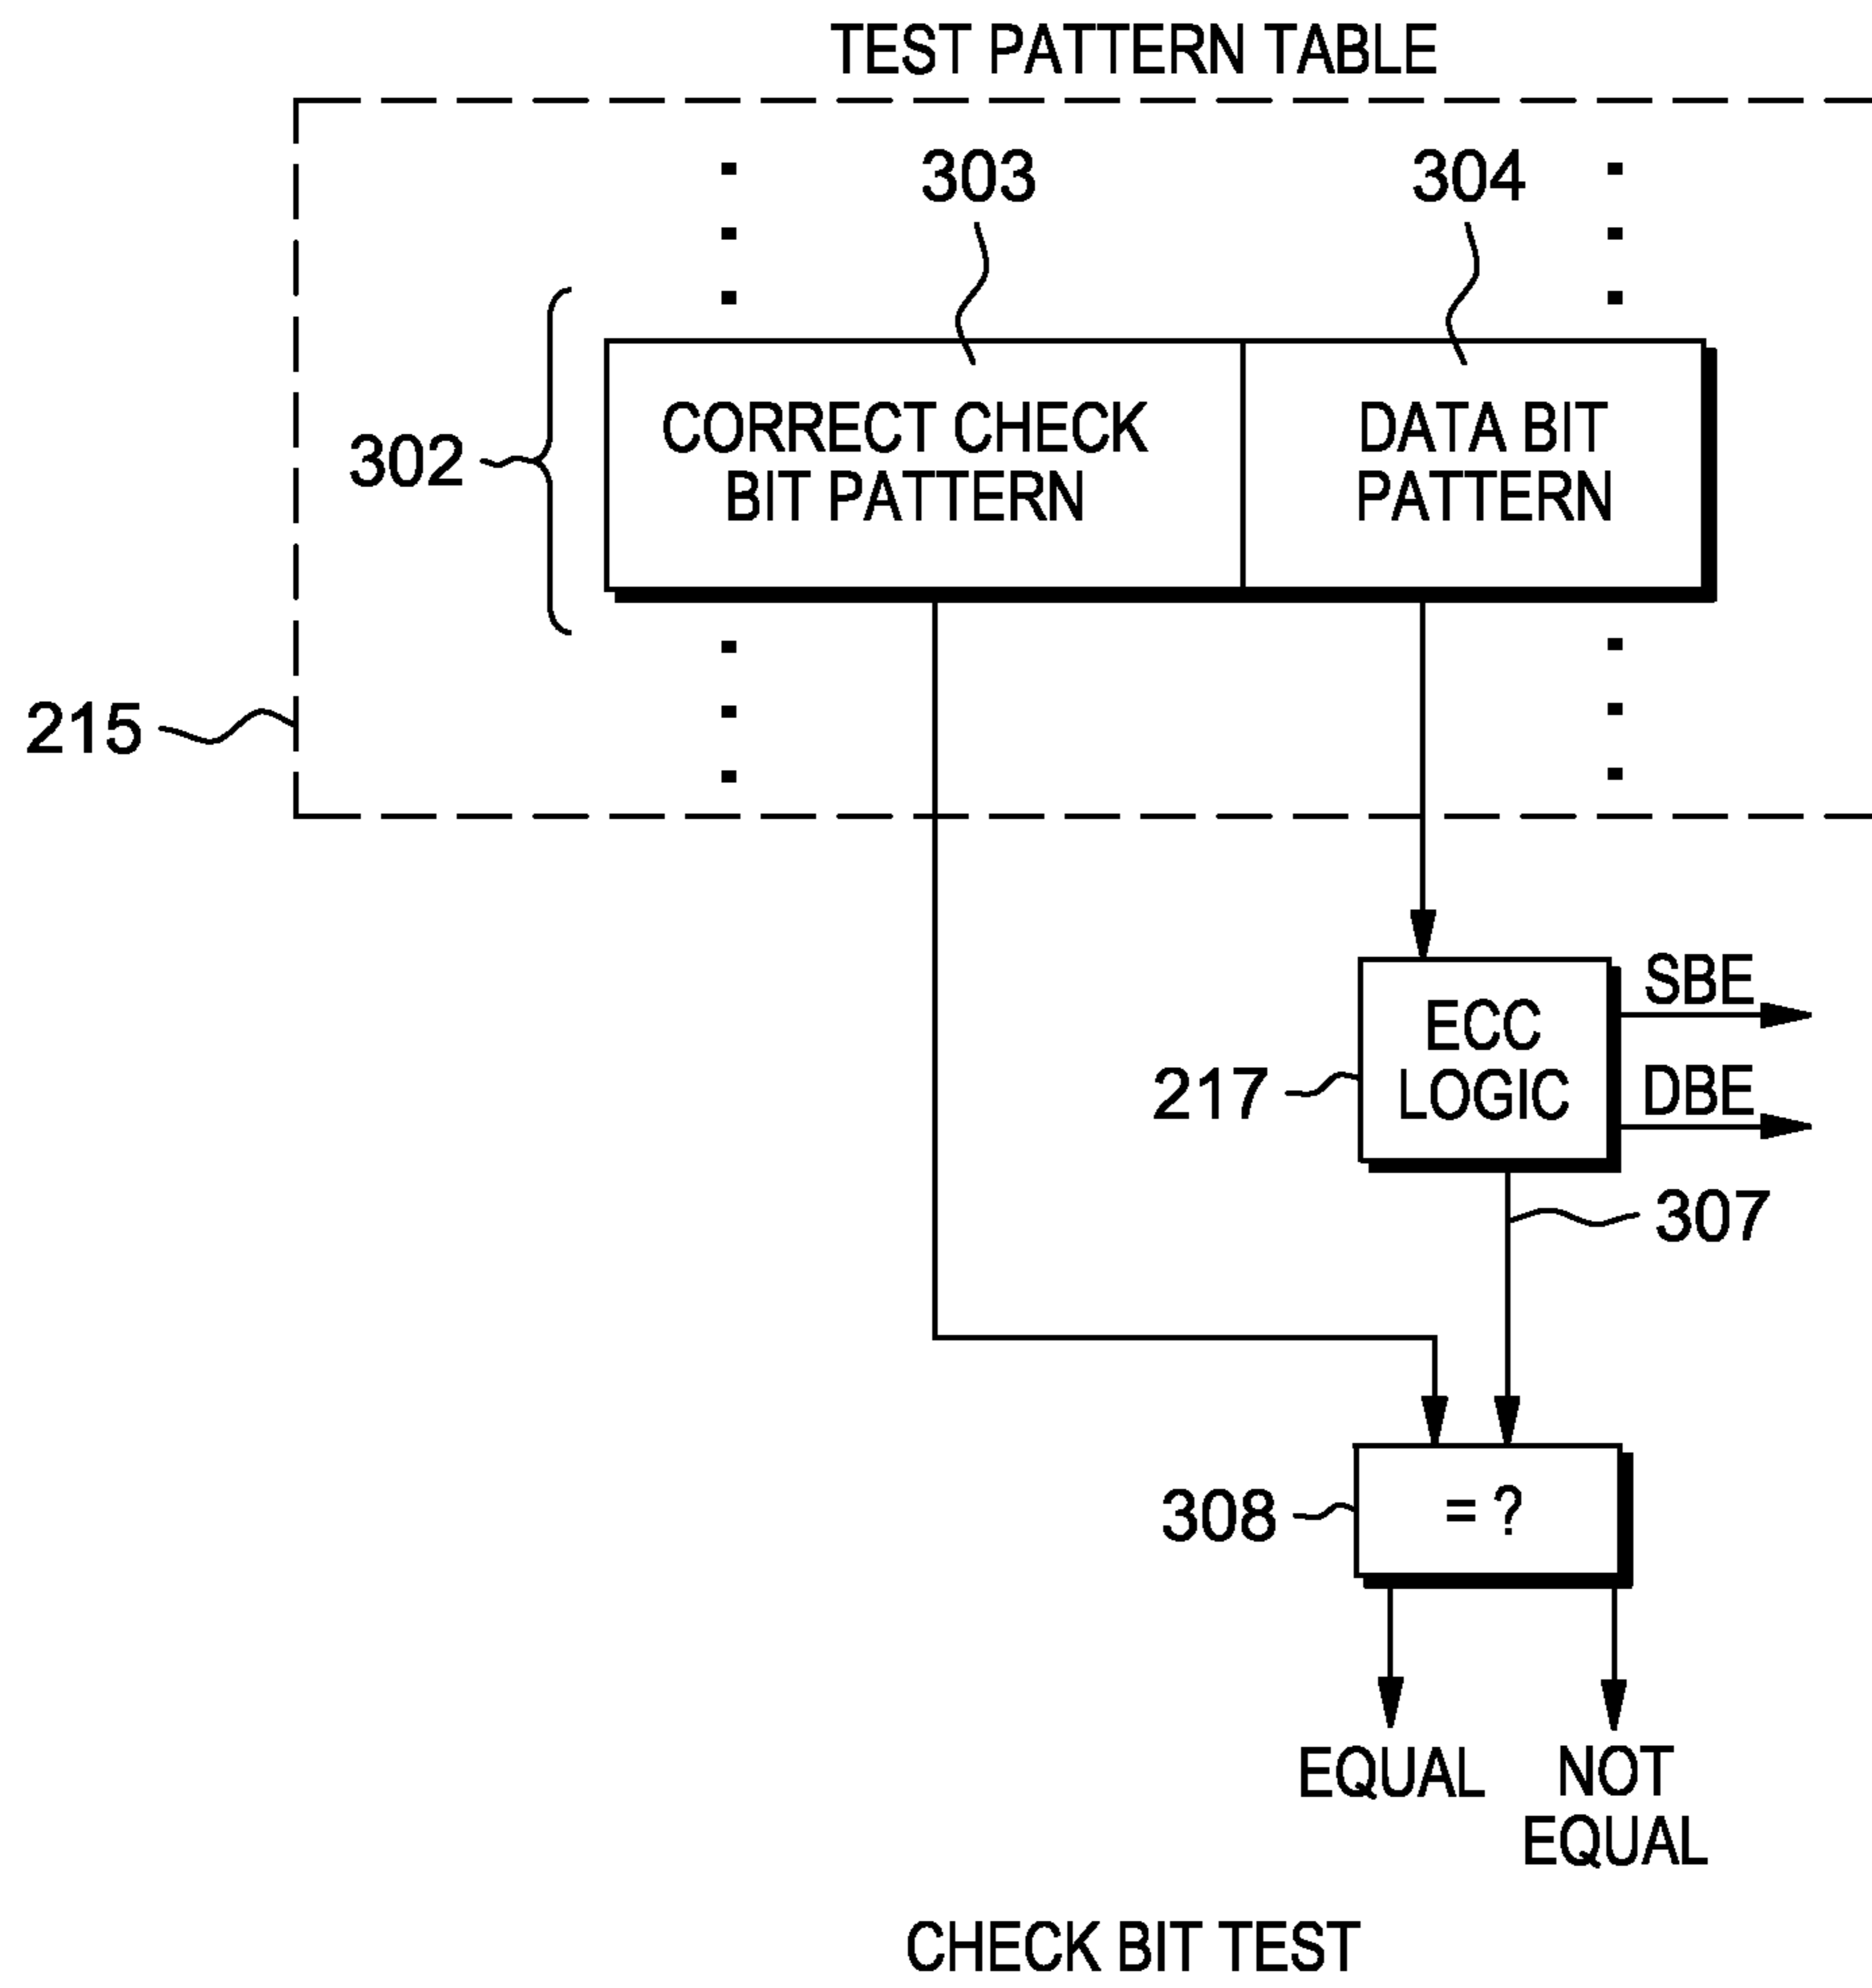 TEST PATTERN TABLE
303
304
302
CORRECT CHECK
BIT PATTERN
DATA BIT
PATTERN
215
217
ECC
LOGIC
SBE
DBE
307
308
= ?
EQUAL
NOT
EQUAL
CHECK BIT TEST